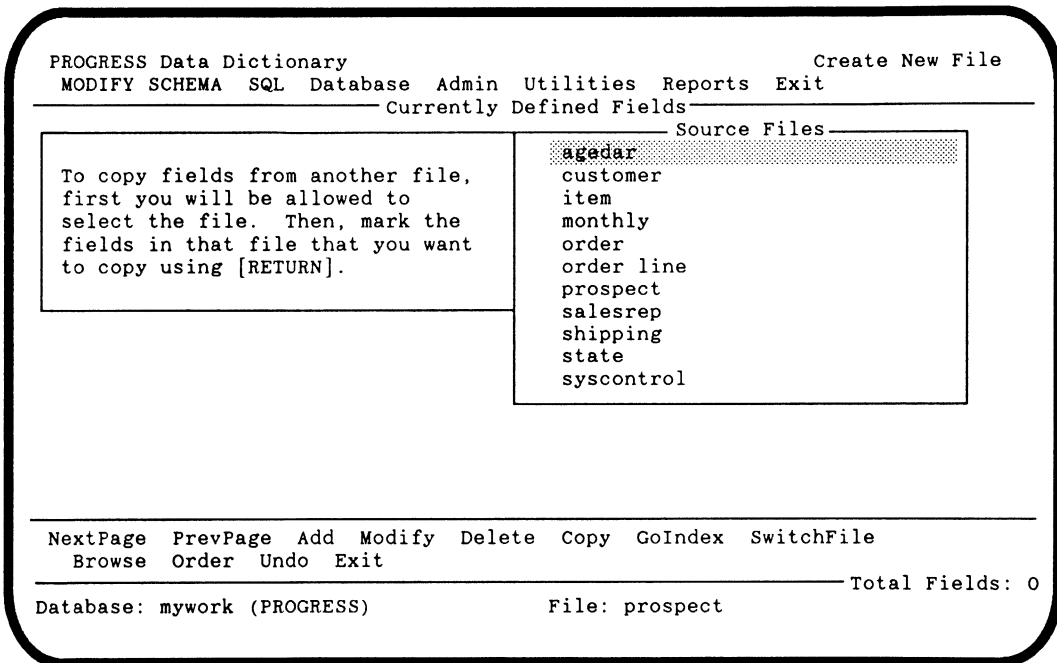 PROGRESS Data Dictionary Create New File
MODIFY SCHEMA SQL Database Admin Utilities Reports Exit
Currently Defined Fields
Source Files
To copy fields from another file,
first you will be allowed to
select the file. Then, mark the
fields in that file that you want
to copy using [RETURN].
agedar
customer
item
monthly
order
order line
prospect
salesrep
shipping
state
syscontrol
NextPage PrevPage Add Modify Delete Copy GoIndex SwitchFile
Browse Order Undo Exit
Total Fields: 0
Database: mywork (PROGRESS) File: prospect